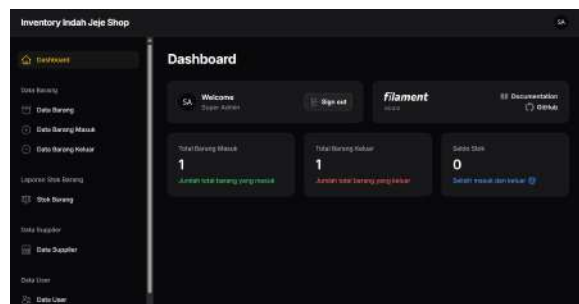 Inventory Indah Jeje Shop
SA
Dashboard
Data Barang
Data Barang
Data Barang Masuk
Data Barang Keluar
Laporan Stok Barang
Stok Barang
Data Supplier
Data Supplier
Data User
Data User
Dashboard
SA
Welcome
Super Admin
Sign out
filament
Documentation
GitHub
Total Barang Masuk
1
Jumlah total barang yang masuk
Total Barang Keluar
1
Jumlah total barang yang keluar
Saldo Stok
0
Selisih masuk dan keluar